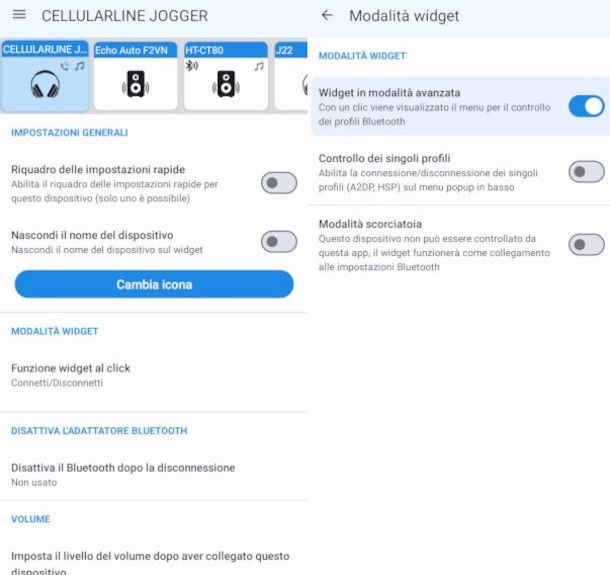 CELLULARLINE JOGGER
CELLULARLINE J...
Echo Auto F2VN
HT-CT80
J22
IMPOSTAZIONI GENERALI
Riquadro delle impostazioni rapide
Abilita il riquadro delle impostazioni rapide per
questo dispositivo (solo uno è possibile)
Nascondi il nome del dispositivo
Nascondi il nome del dispositivo sul widget
Cambia icona
MODALITÀ WIDGET
Funzione widget al click
Connetti/Disconnetti
DISATTIVA L'ADATTATORE BLUETOOTH
Disattiva il Bluetooth dopo la disconnessione
Non usato
VOLUME
Imposta il livello del volume dopo aver collegato questo
dispositivo
Modalità widget
MODALITÀ WIDGET
Widget in modalità avanzata
Con un clic viene visualizzato il menu per il controllo
dei profili Bluetooth
Controllo dei singoli profili
Abilita la connessione/disconnessione dei singoli
profili (A2DP, HSP) sul menu popup in basso
Modalità scorciatoia
Questo dispositivo non può essere controllato da
questa app, il widget funzionerà come collegamento
alle impostazioni Bluetooth